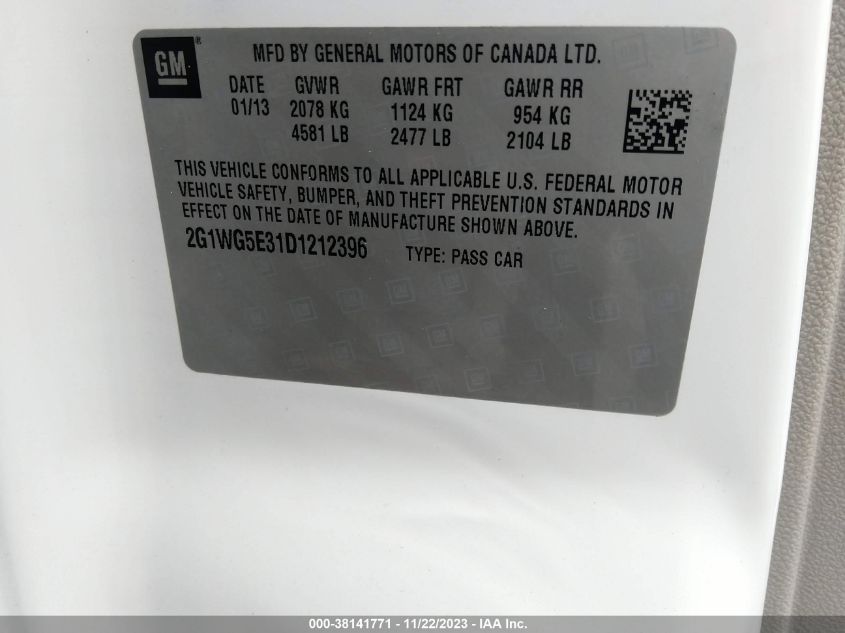 GM ®
MFD BY GENERAL MOTORS OF CANADA LTD.
DATE GVWR GAWR FRT GAWR RR
01/13 2078 KG 1124 KG 954 KG
4581 LB 2477 LB 2104 LB
THIS VEHICLE CONFORMS TO ALL APPLICABLE U.S. FEDERAL MOTOR
VEHICLE SAFETY, BUMPER, AND THEFT PREVENTION STANDARDS IN
EFFECT ON THE DATE OF MANUFACTURE SHOWN ABOVE.
2G1WG5E31D1212396 TYPE: PASS CAR
000-38141771 - 11/22/2023 - IAA Inc.